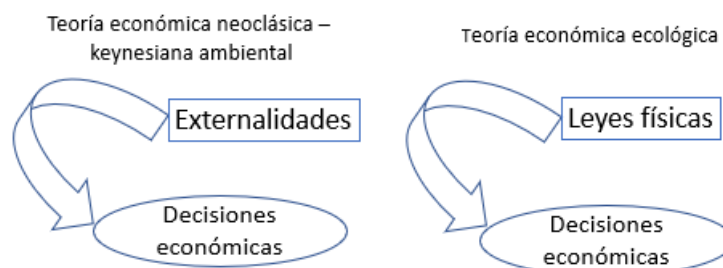 Teoría económica neoclásica –
keynesiana ambiental
Externalidades
Decisiones
económicas
Teoría económica ecológica
Leyes físicas
Decisiones
económicas